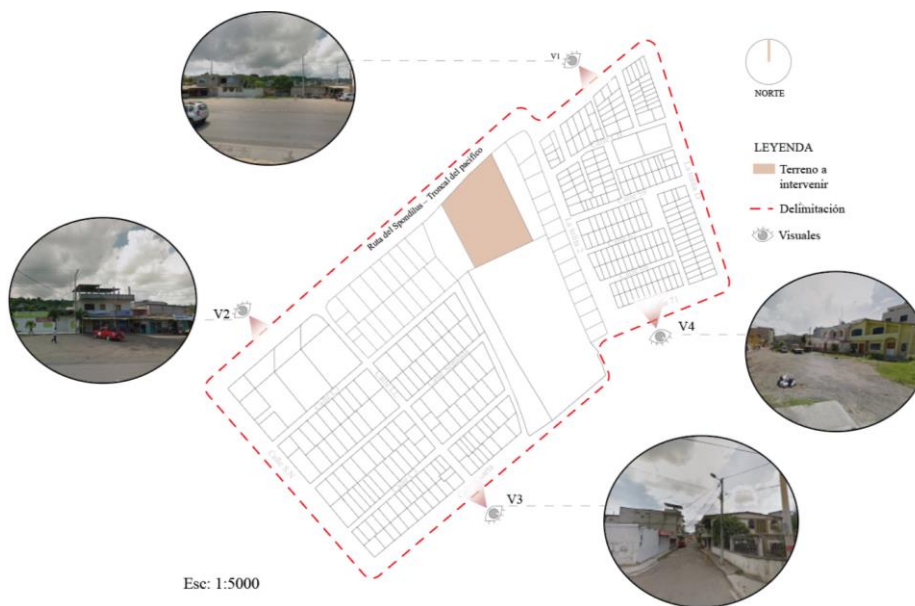 V1
NORTE
LEYENDA
Terreno a
intervenir
Delimitación
Visuales
Ruta del Spondilus – Troncal del pacífico
V2
V4
V3
Calle S.N.
Esc: 1:5000